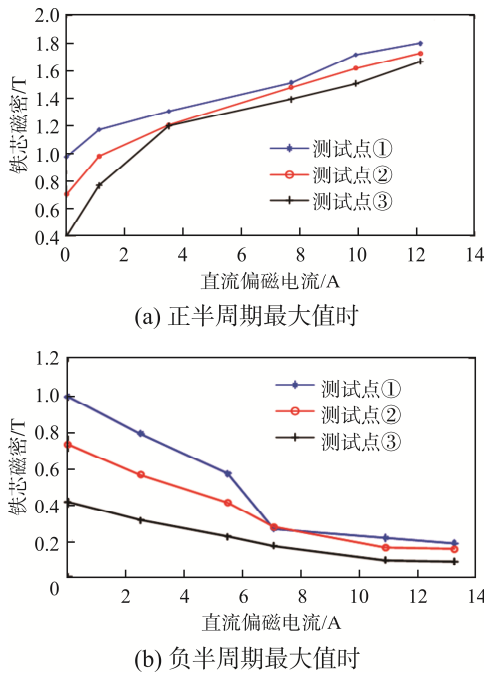 2.0
1.8
1.6
1.4
1.2
1.0
0.8
0.6
0.4
铁芯磁密/T
测试点①
测试点②
测试点③
0 2 4 6 8 10 12 14
直流偏磁电流/A
(a) 正半周期最大值时
1.2
1.0
0.8
0.6
0.4
0.2
0
铁芯磁密/T
测试点①
测试点②
测试点③
2 4 6 8 10 12 14
直流偏磁电流/A
(b) 负半周期最大值时